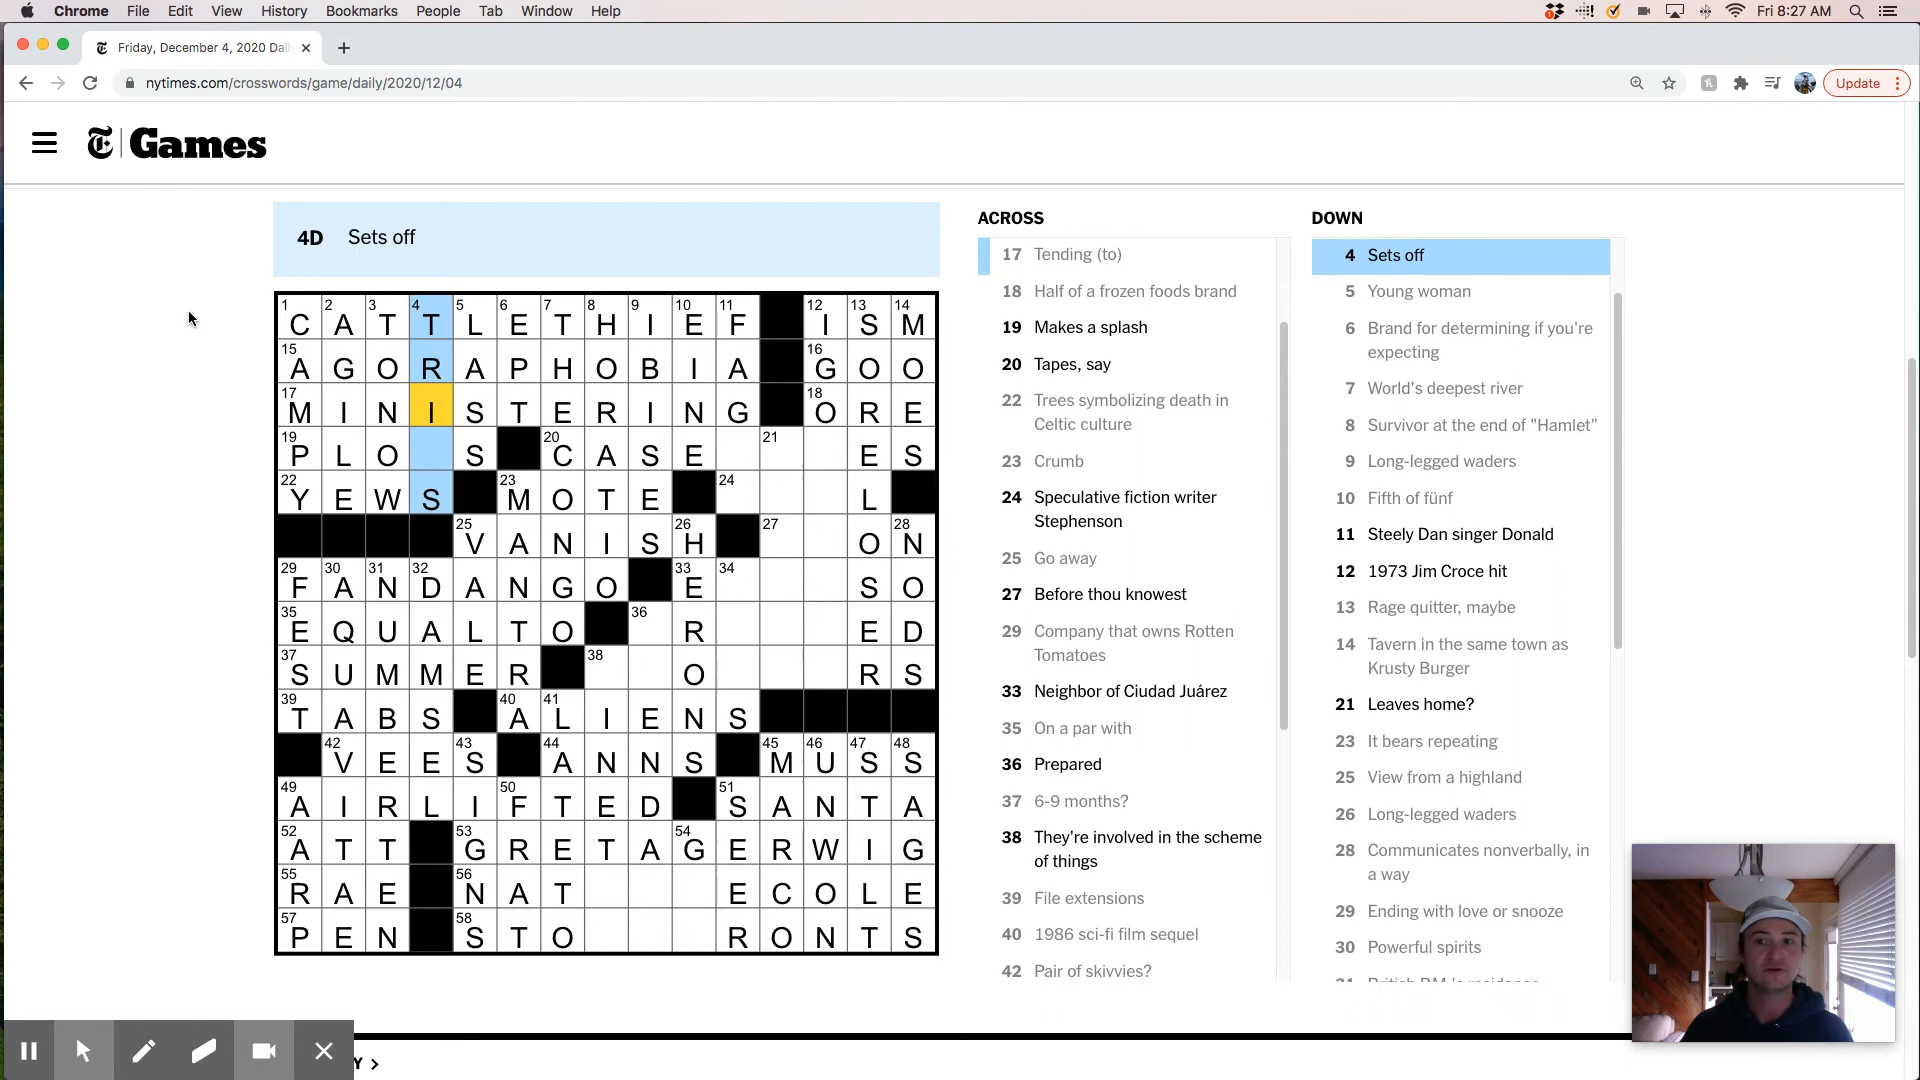 Chrome File Edit View History Bookmarks People Tab Window Help Fri 8:27 AM
Friday, December 4, 2020 Dai
nytimes.com/crosswords/game/daily/2020/12/04 Update
Games
4D Sets off
1 2 3 4 5 6 7 8 9 10 11 12 13 14
C A T T L E T H I E F I S M
15 16
A G O R A P H O B I A G O O
17 18
M I N I S T E R I N G O R E
19 20 21
P L O S C A S E E S
22 23 24
Y E W S M O T E L
25 26 27 28
V A N I S H O N
29 30 31 32 33 34
F A N D A N G O E S O
35 36
E Q U A L T O R E D
37 38
S U M M E R O R S
39 40 41
T A B S A L I E N S
42 43 44 45 46 47 48
V E E S A N N S M U S S
49 50 51
A I R L I F T E D S A N T A
52 53 54
A T T G R E T A G E R W I G
55 56
R A E N A T E C O L E
57 58
P E N S T O R O N T S
ACROSS
17 Tending (to)
18 Half of a frozen foods brand
19 Makes a splash
20 Tapes, say
22 Trees symbolizing death in
Celtic culture
23 Crumb
24 Speculative fiction writer
Stephenson
25 Go away
27 Before thou knowest
29 Company that owns Rotten
Tomatoes
33 Neighbor of Ciudad Juárez
35 On a par with
36 Prepared
37 6-9 months?
38 They're involved in the scheme
of things
39 File extensions
40 1986 sci-fi film sequel
42 Pair of skivvies?
DOWN
4 Sets off
5 Young woman
6 Brand for determining if you're
expecting
7 World's deepest river
8 Survivor at the end of "Hamlet"
9 Long-legged waders
10 Fifth of fünf
11 Steely Dan singer Donald
12 1973 Jim Croce hit
13 Rage quitter, maybe
14 Tavern in the same town as
Krusty Burger
21 Leaves home?
23 It bears repeating
25 View from a highland
26 Long-legged waders
28 Communicates nonverbally, in
a way
29 Ending with love or snooze
30 Powerful spirits
Y